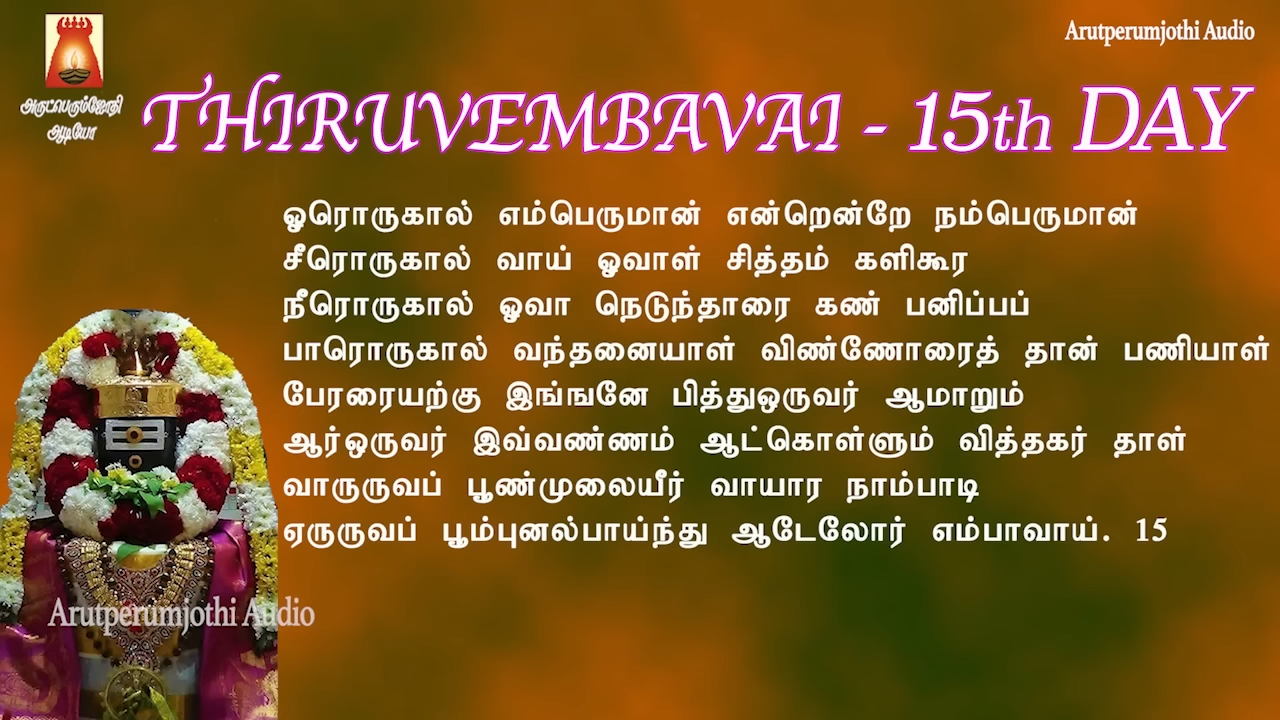 Arutperumjothi Audio
அருட்பெரும்ஜோதி
ஆடியோ
THIRUVEMBAVAI - 15th DAY
ஓரொருகால் எம்பெருமான் என்றென்றே நம்பெருமான்
சீரொருகால் வாய் ஓவாள் சித்தம் களிகூர
நீரொருகால் ஓவா நெடுந்தாரை கண் பனிப்பப்
பாரொருகால் வந்தனையாள் விண்ணோரைத் தான் பணியாள்
பேரரையற்கு இங்ஙனே பித்துஒருவர் ஆமாறும்
ஆர்ஒருவர் இவ்வண்ணம் ஆட்கொள்ளும் வித்தகர் தாள்
வாருருவப் பூண்முலையீர் வாயார நாம்பாடி
ஏருருவப் பூம்புனல்பாய்ந்து ஆடேலோர் எம்பாவாய். 15
Arutperumjothi Audio